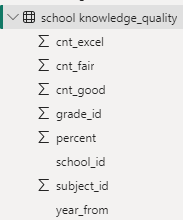 school knowledge_quality
cnt_excel
cnt_fair
cnt_good
grade_id
percent
school_id
subject_id
year_from